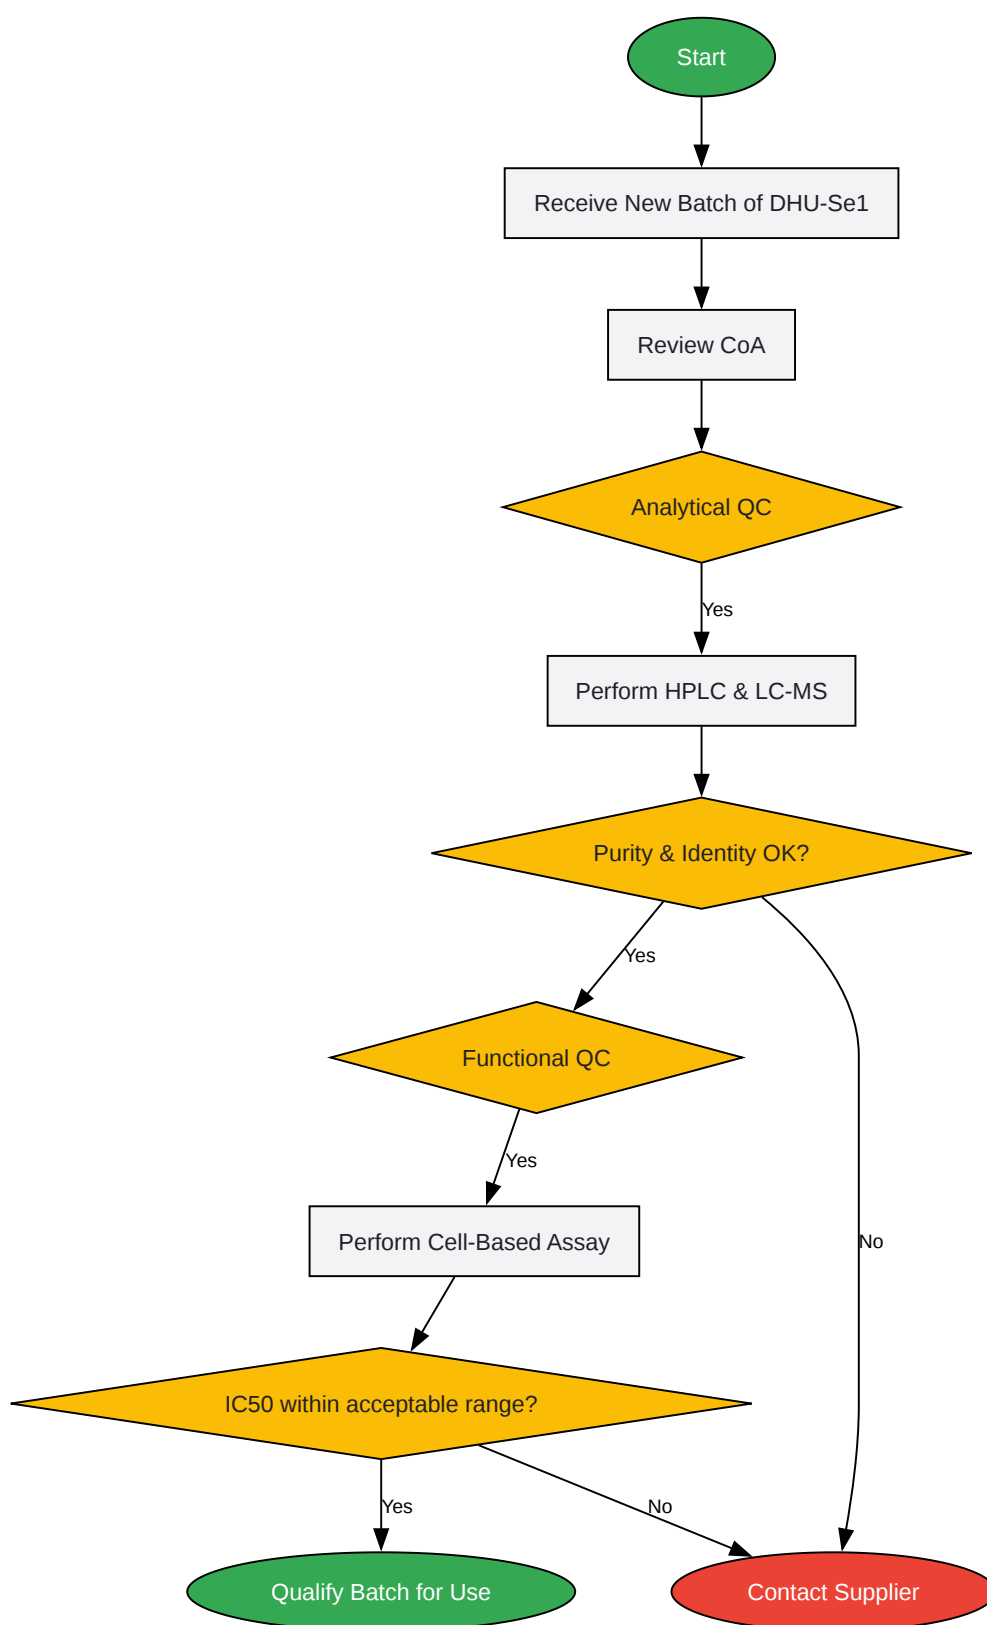 Start
Receive New Batch of DHU-Se1
Review CoA
Analytical QC
Yes
Perform HPLC & LC-MS
Purity & Identity OK?
Yes
Functional QC
Yes
Perform Cell-Based Assay
No
IC50 within acceptable range?
Yes
No
Qualify Batch for Use
Contact Supplier